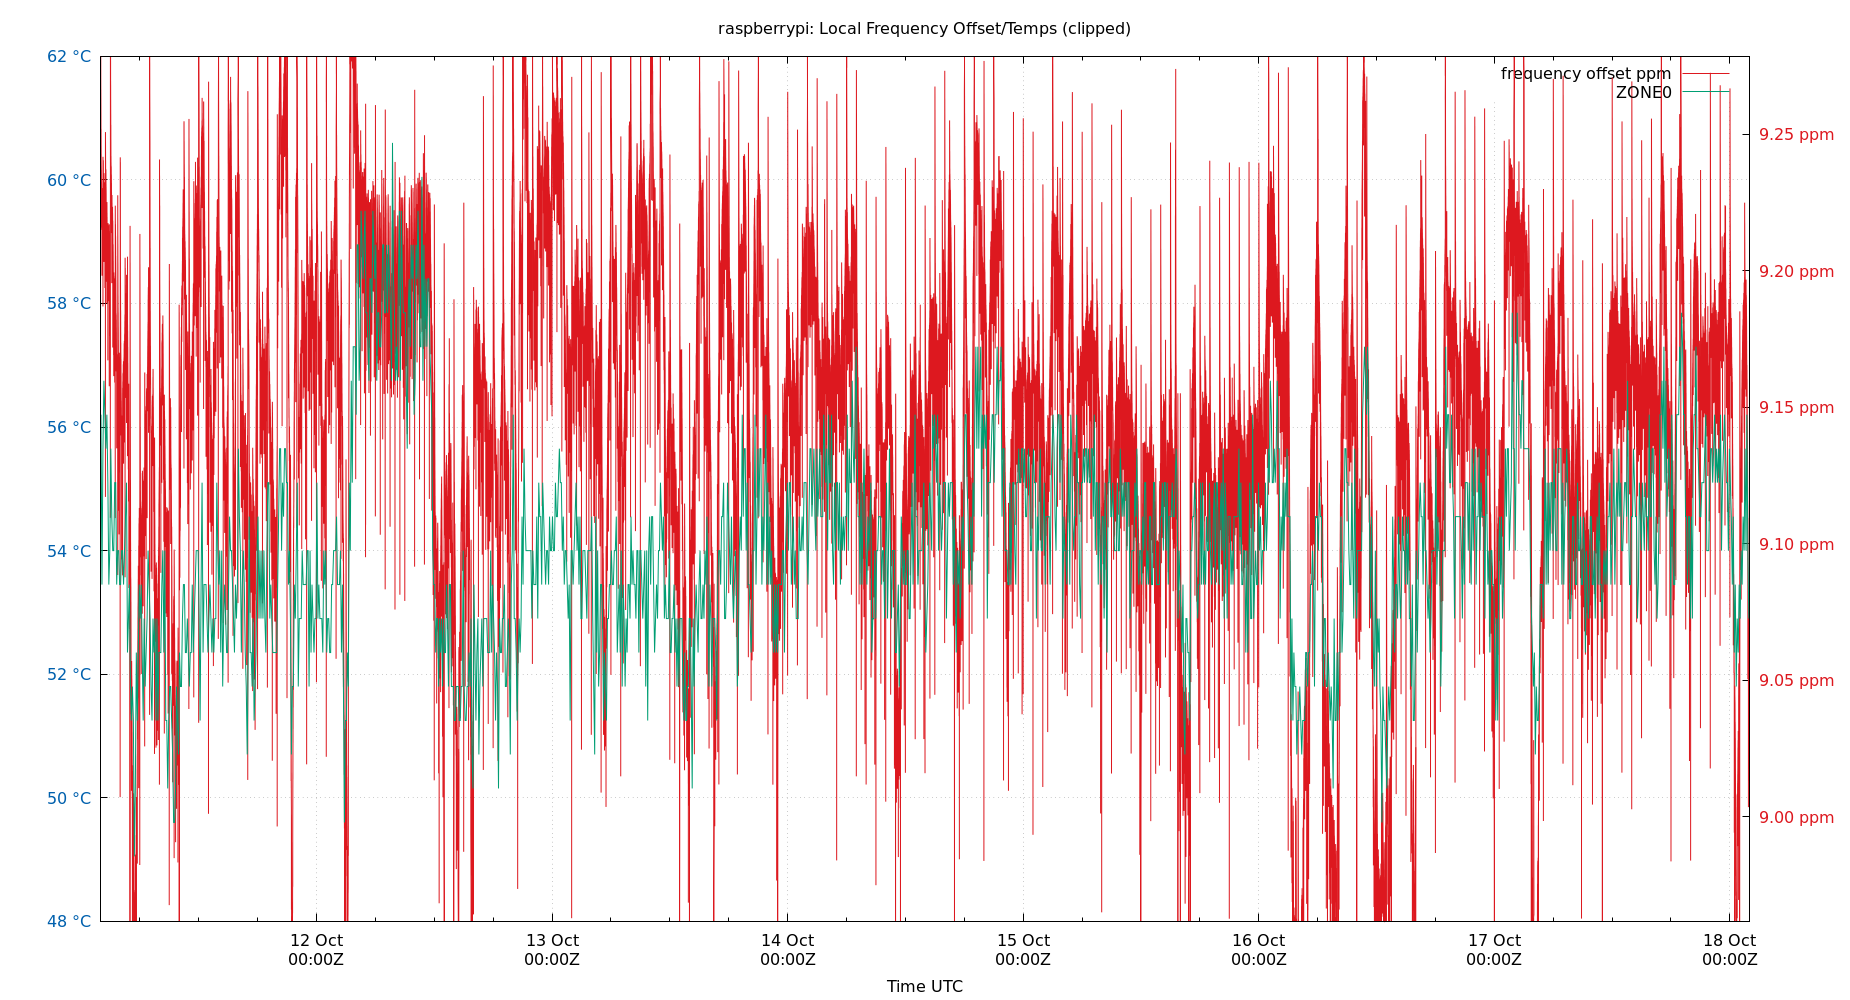 raspberrypi: Local Frequency Offset/Temps (clipped)
62 °C
60 °C
58 °C
56 °C
54 °C
52 °C
50 °C
48 °C
frequency offset ppm
ZONE0
9.25 ppm
9.20 ppm
9.15 ppm
9.10 ppm
9.05 ppm
9.00 ppm
12 Oct
00:00Z
13 Oct
00:00Z
14 Oct
00:00Z
15 Oct
00:00Z
16 Oct
00:00Z
17 Oct
00:00Z
18 Oct
00:00Z
Time UTC